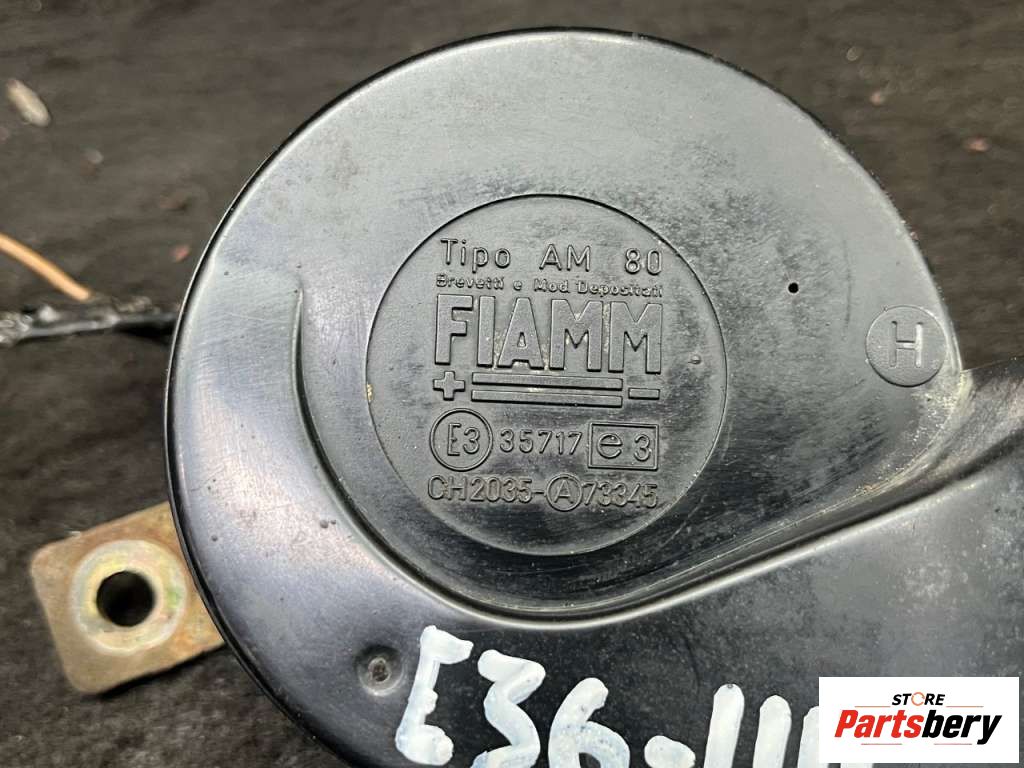 Tipo AM 80
Brevetti e Mod Depositati
FIAMM
+ −
H
E3 35717 e3
CH2035-A73345
E36-
STORE
Partsbery